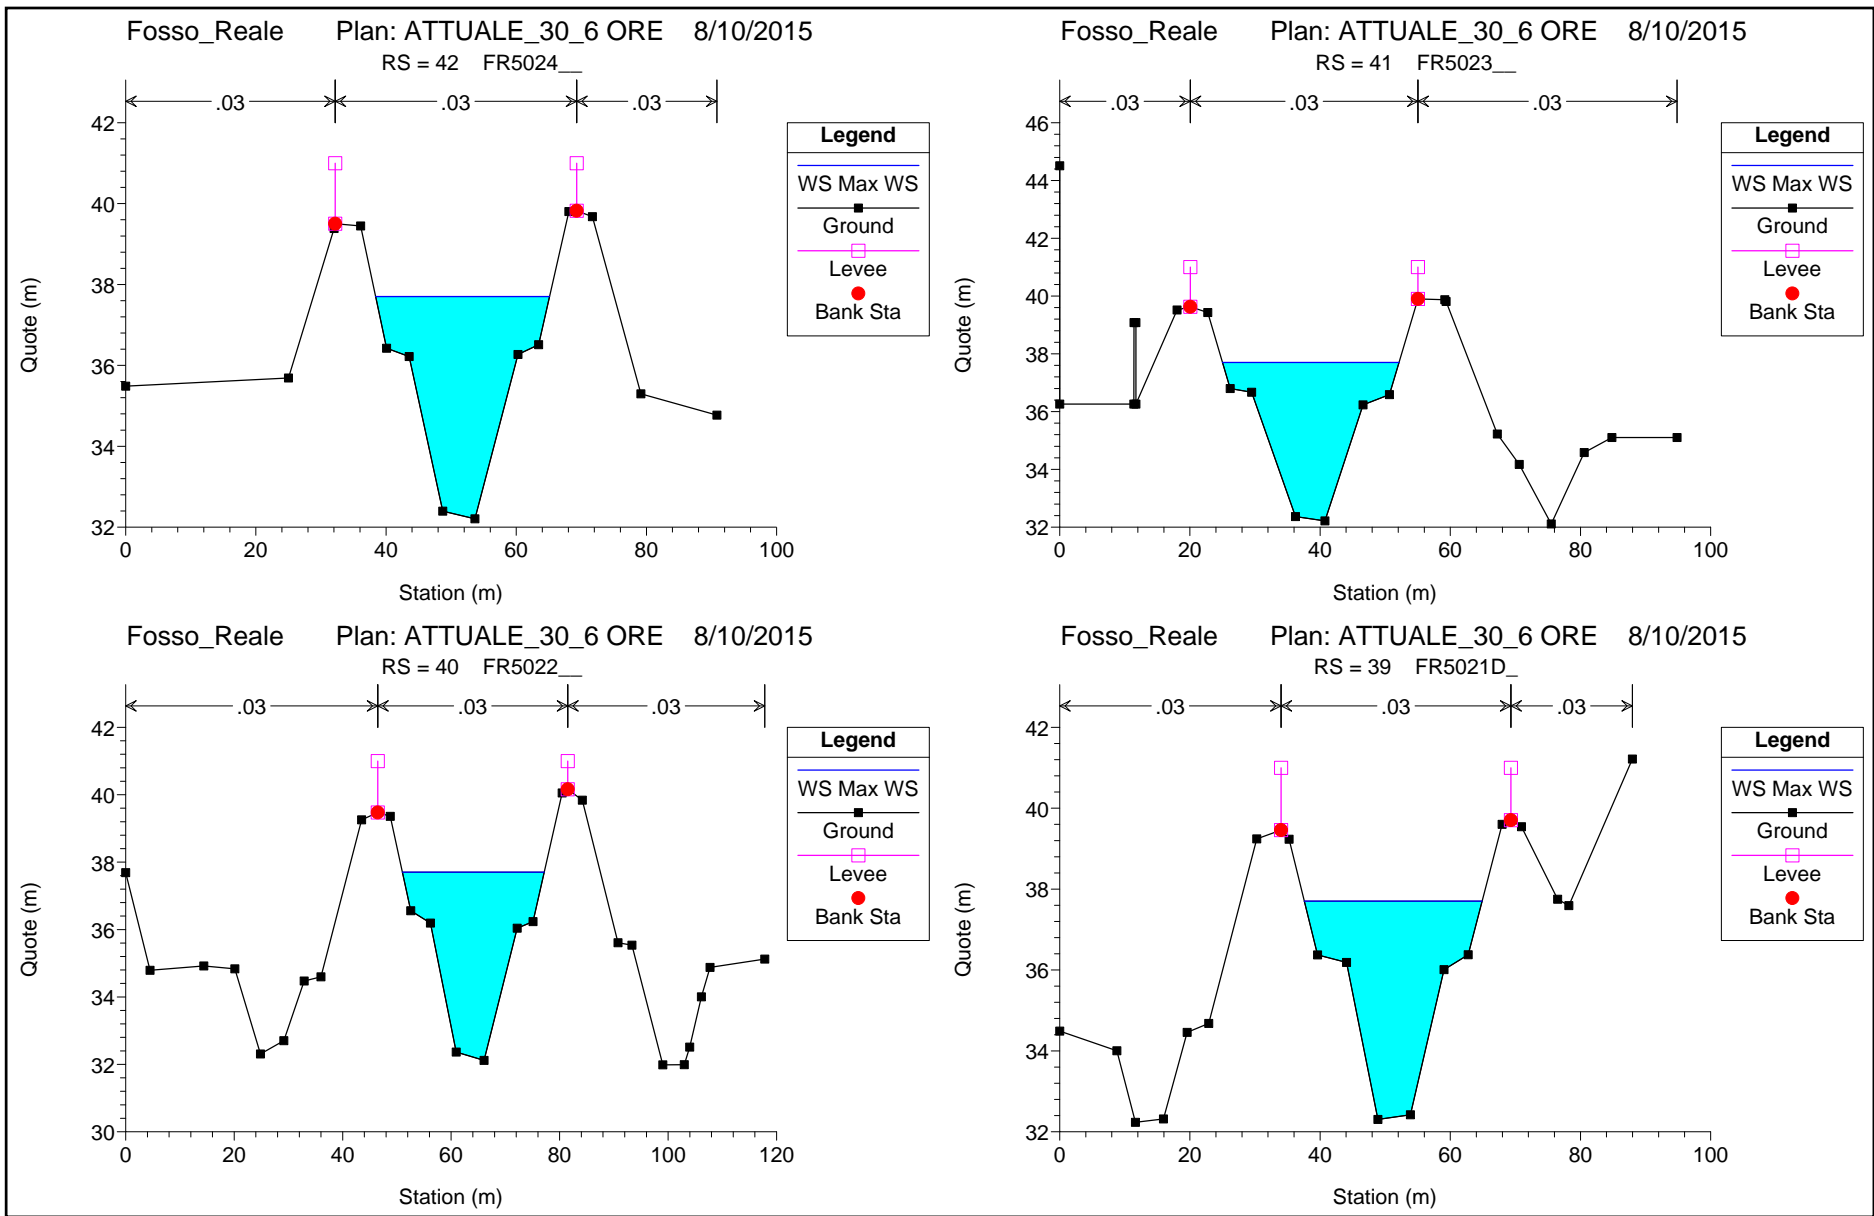 Fosso_Reale Plan: ATTUALE_30_6 ORE 8/10/2015
RS = 42 FR5024__
.03 .03 .03
42
40
38
36
34
32
0 20 40 60 80 100
Station (m)
Quote (m)
Legend
WS Max WS
Ground
Levee
Bank Sta
Fosso_Reale Plan: ATTUALE_30_6 ORE 8/10/2015
RS = 41 FR5023__
.03 .03 .03
46
44
42
40
38
36
34
32
0 20 40 60 80 100
Station (m)
Quote (m)
Legend
WS Max WS
Ground
Levee
Bank Sta
Fosso_Reale Plan: ATTUALE_30_6 ORE 8/10/2015
RS = 40 FR5022__
.03 .03 .03
42
40
38
36
34
32
30
0 20 40 60 80 100 120
Station (m)
Quote (m)
Legend
WS Max WS
Ground
Levee
Bank Sta
Fosso_Reale Plan: ATTUALE_30_6 ORE 8/10/2015
RS = 39 FR5021D_
.03 .03 .03
42
40
38
36
34
32
0 20 40 60 80 100
Station (m)
Quote (m)
Legend
WS Max WS
Ground
Levee
Bank Sta